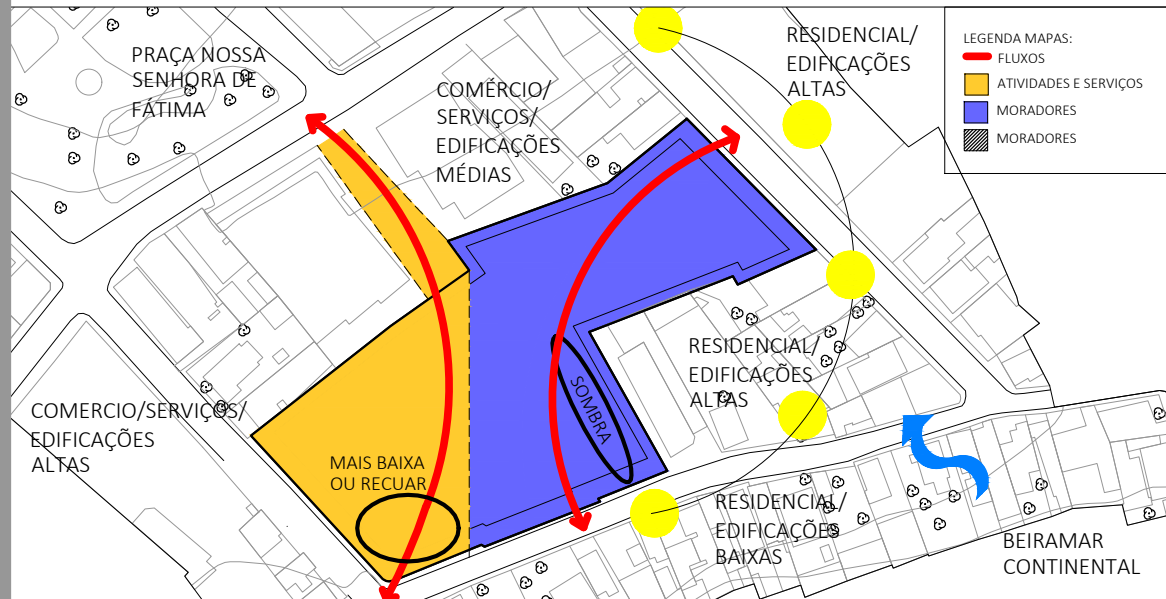 PRAÇA NOSSA
SENHORA DE
FÁTIMA
COMÉRCIO/
SERVIÇOS/
EDIFICAÇÕES
MÉDIAS
RESIDENCIAL/
EDIFICAÇÕES
ALTAS
LEGENDA MAPAS:
FLUXOS
ATIVIDADES E SERVIÇOS
MORADORES
MORADORES
RESIDENCIAL/
EDIFICAÇÕES
ALTAS
SOMBRA
COMERCIO/SERVIÇOS/
EDIFICAÇÕES
ALTAS
MAIS BAIXA
OU RECUAR
RESIDENCIAL/
EDIFICAÇÕES
BAIXAS
BEIRAMAR
CONTINENTAL